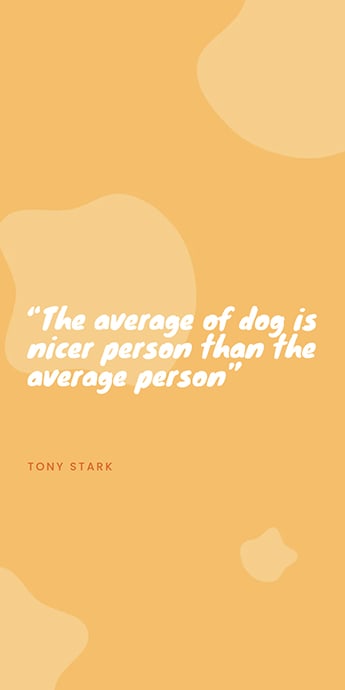 “The average of dog is
nicer person than the
average person”
TONY STARK